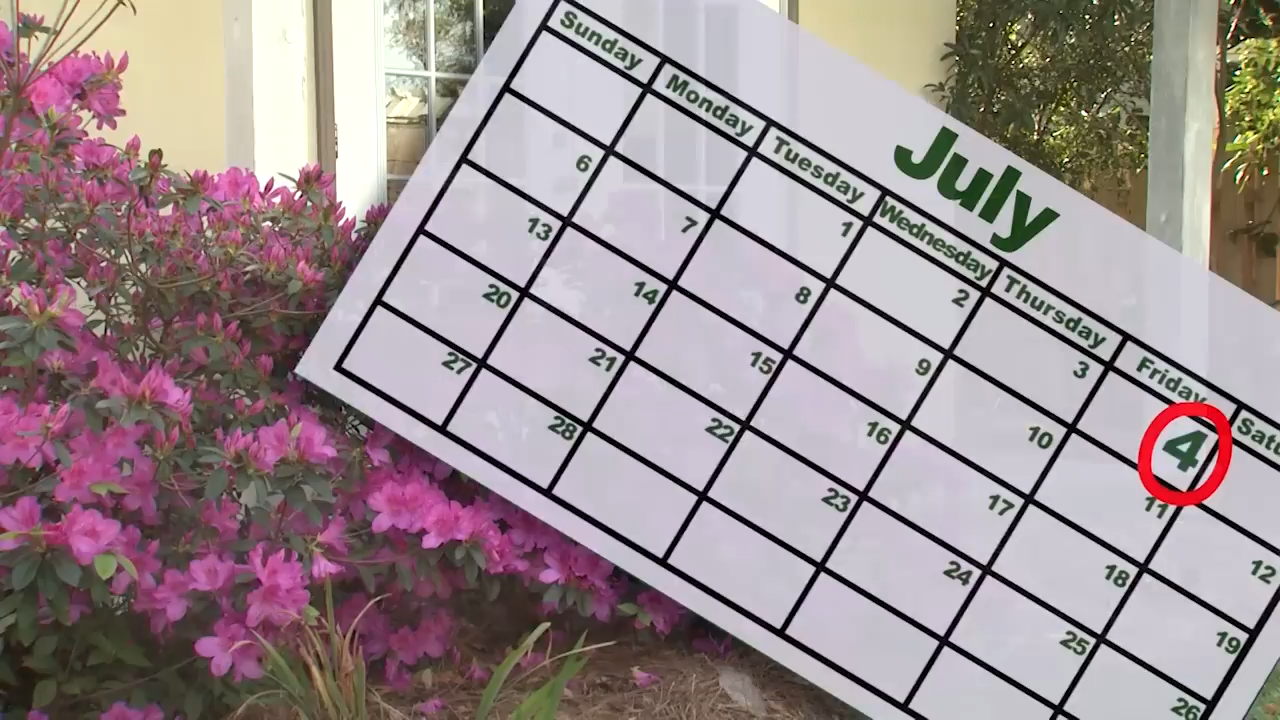 July
Sunday Monday Tuesday Wednesday Thursday Friday
1 2 3 4
6 7 8 9 10 11 12
13 14 15 16 17 18 19
20 21 22 23 24 25 26
27 28